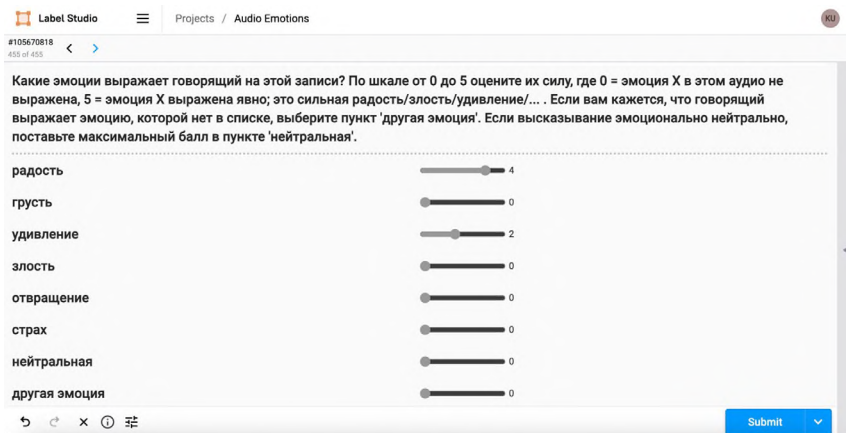 Label Studio
Projects / Audio Emotions
KU
#105670818
455 of 455
Какие эмоции выражает говорящий на этой записи? По шкале от 0 до 5 оцените их силу, где 0 = эмоция X в этом аудио не
выражена, 5 = эмоция X выражена явно; это сильная радость/злость/удивление/... . Если вам кажется, что говорящий
выражает эмоцию, которой нет в списке, выберите пункт 'другая эмоция'. Если высказывание эмоционально нейтрально,
поставьте максимальный балл в пункте 'нейтральная'.
радость 4
грусть 0
удивление 2
злость 0
отвращение 0
страх 0
нейтральная 0
другая эмоция 0
Submit